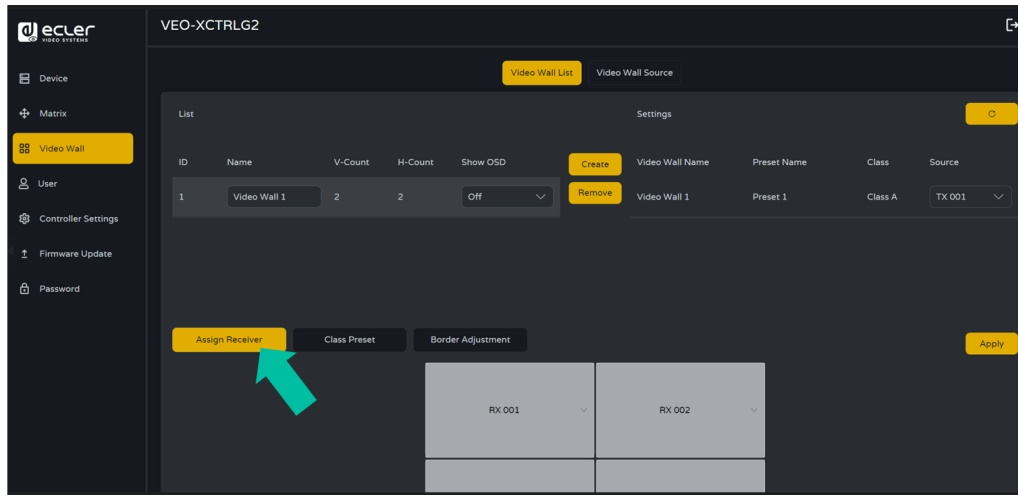 ecler
VIDEO SYSTEMS
VEO-XCTRLG2
Device
Matrix
Video Wall
User
Controller Settings
Firmware Update
Password
Video Wall List
Video Wall Source
List
ID Name V-Count H-Count Show OSD
1 Video Wall 1 2 2 Off
Create
Remove
Settings
Video Wall Name Preset Name Class Source
Video Wall 1 Preset 1 Class A TX 001
Assign Receiver
Class Preset
Border Adjustment
Apply
RX 001
RX 002